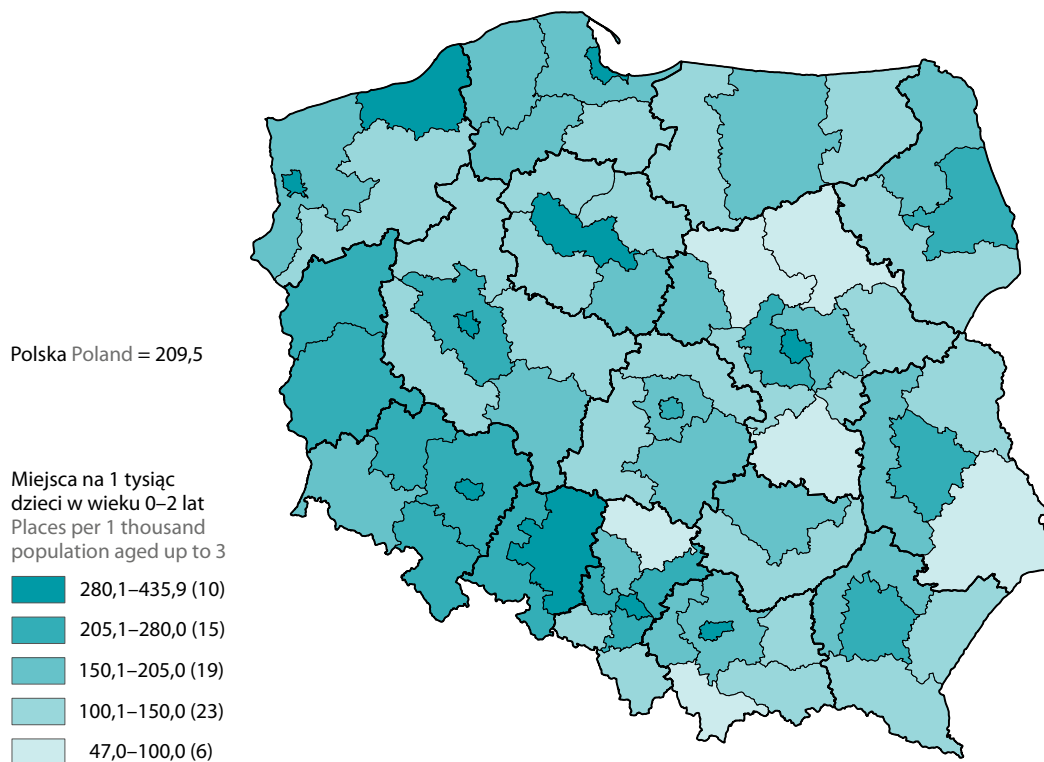 Polska Poland = 209,5
Miejsca na 1 tysiąc
dzieci w wieku 0–2 lat
Places per 1 thousand
population aged up to 3
280,1–435,9 (10)
205,1–280,0 (15)
150,1–205,0 (19)
100,1–150,0 (23)
47,0–100,0 (6)